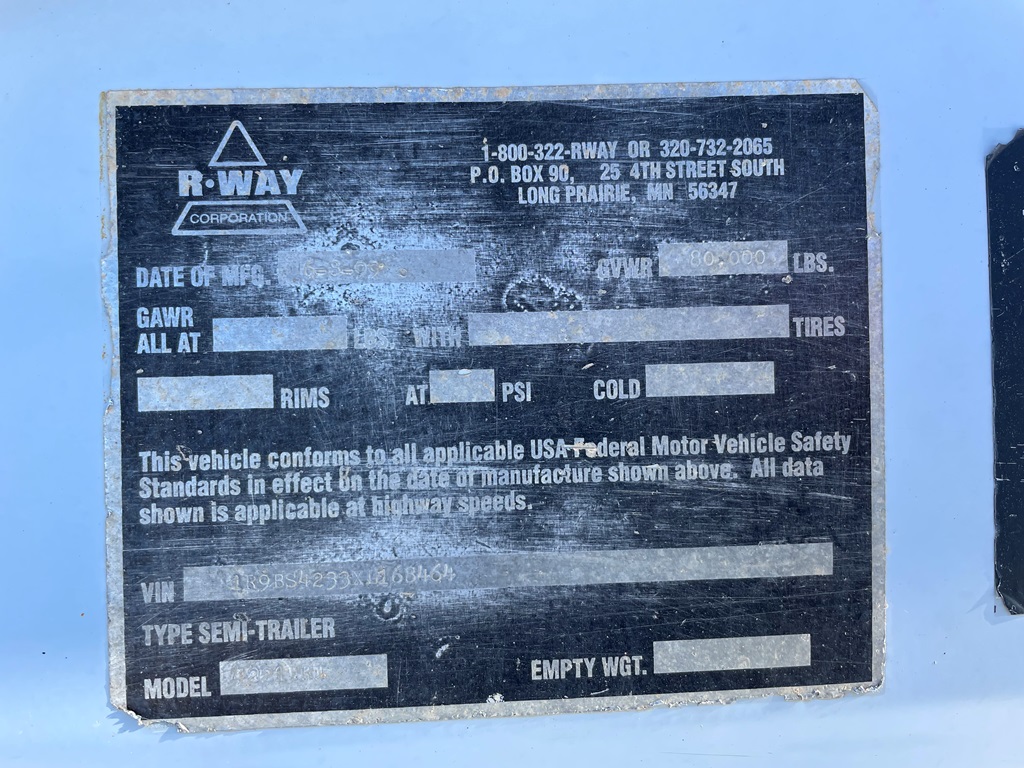 R·WAY
CORPORATION
1-800-322-RWAY OR 320-732-2065
P.O. BOX 90, 25 4TH STREET SOUTH
LONG PRAIRIE, MN 56347
DATE OF MFG. GVWR 80,000 LBS.
GAWR
ALL AT LBS. WITH TIRES
RIMS AT PSI COLD
This vehicle conforms to all applicable USA Federal Motor Vehicle Safety
Standards in effect on the date of manufacture shown above. All data
shown is applicable at highway speeds.
VIN
TYPE SEMI-TRAILER
MODEL EMPTY WGT.